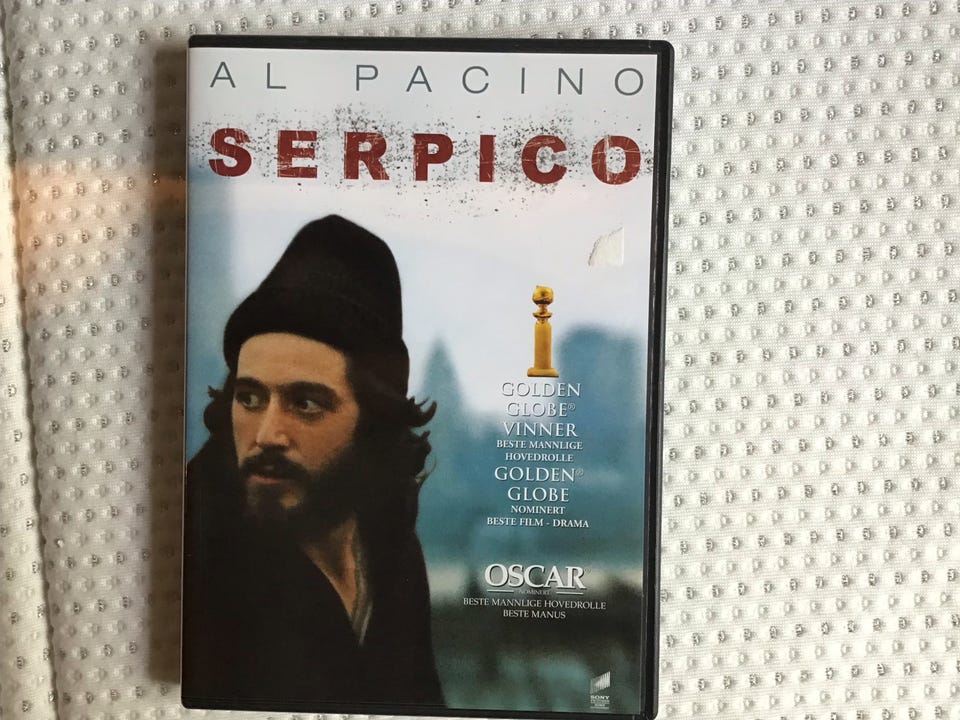 AL PACINO
SERPICO
GOLDEN
GLOBE®
VINNER
BESTE MANNLIGE
HOVEDROLLE
GOLDEN®
GLOBE
NOMINERT
BESTE FILM - DRAMA
OSCAR®
NOMINERT
BESTE MANNLIGE HOVEDROLLE
BESTE MANUS
SONY